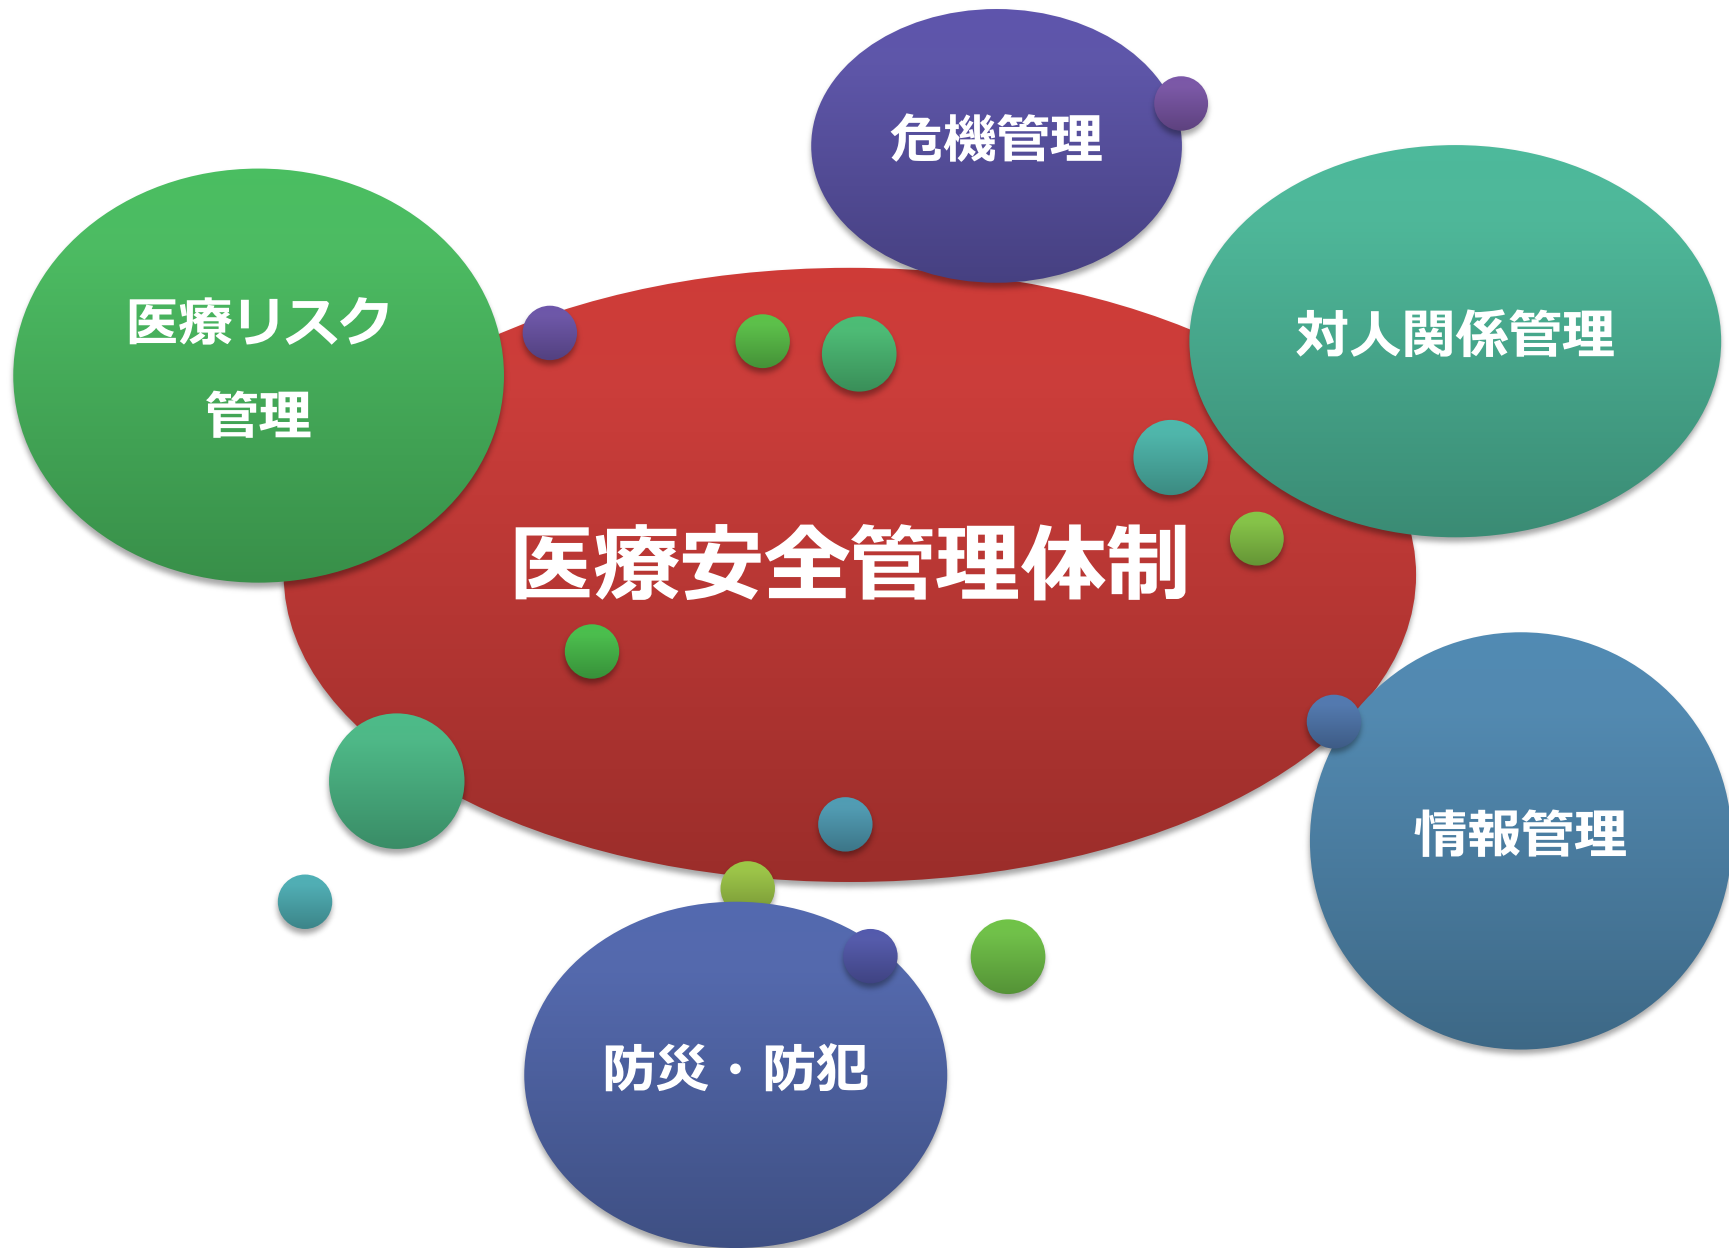 危機管理
医療リスク
管理
対人関係管理
医療安全管理体制
情報管理
防災・防犯